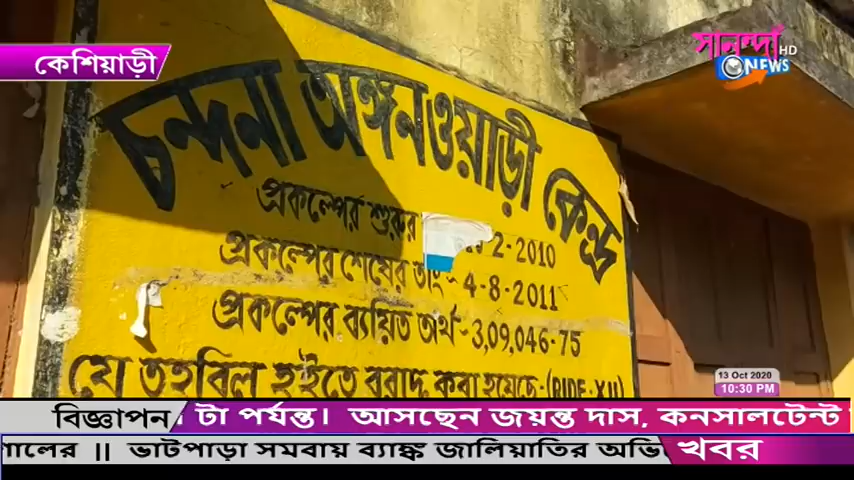 কেশিয়াড়ী
সানন্দা HD
NEWS
চন্দনা অঙ্গনওয়াড়ী কেন্দ্র
প্রকল্পের শুরুর 2-2010
প্রকল্পের শেষের তাং~ 4-8-2011
প্রকল্পের ব্যয়িত অর্থ~3,09,046-75
যে তহবিল হইতে বরাদ্দ করা হয়েছে-(RIDF-XII)
13 Oct 2020
10:30 PM
বিজ্ঞাপন টা পর্যন্ত। আসছেন জয়ন্ত দাস, কনসালটেন্ট
ালের || ভাটপাড়া সমবায় ব্যাঙ্ক জালিয়াতির অভি খবর